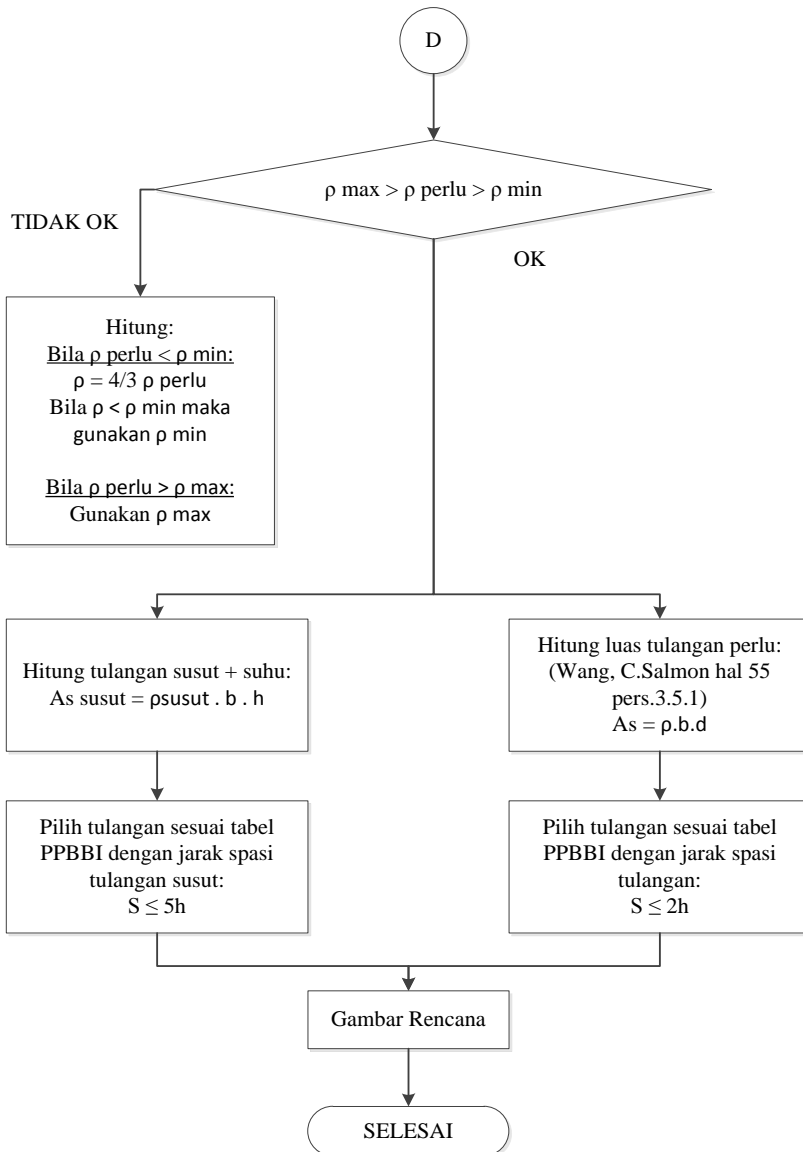 D
ρ max > ρ perlu > ρ min
TIDAK OK
OK
Hitung:
Bila ρ perlu < ρ min:
ρ = 4/3 ρ perlu
Bila ρ < ρ min maka
gunakan ρ min
Bila ρ perlu > ρ max:
Gunakan ρ max
Hitung tulangan susut + suhu:
As susut = ρsusut . b . h
Hitung luas tulangan perlu:
(Wang, C.Salmon hal 55
pers.3.5.1)
As = ρ.b.d
Pilih tulangan sesuai tabel
PPBBI dengan jarak spasi
tulangan susut:
S ≤ 5h
Pilih tulangan sesuai tabel
PPBBI dengan jarak spasi
tulangan:
S ≤ 2h
Gambar Rencana
SELESAI